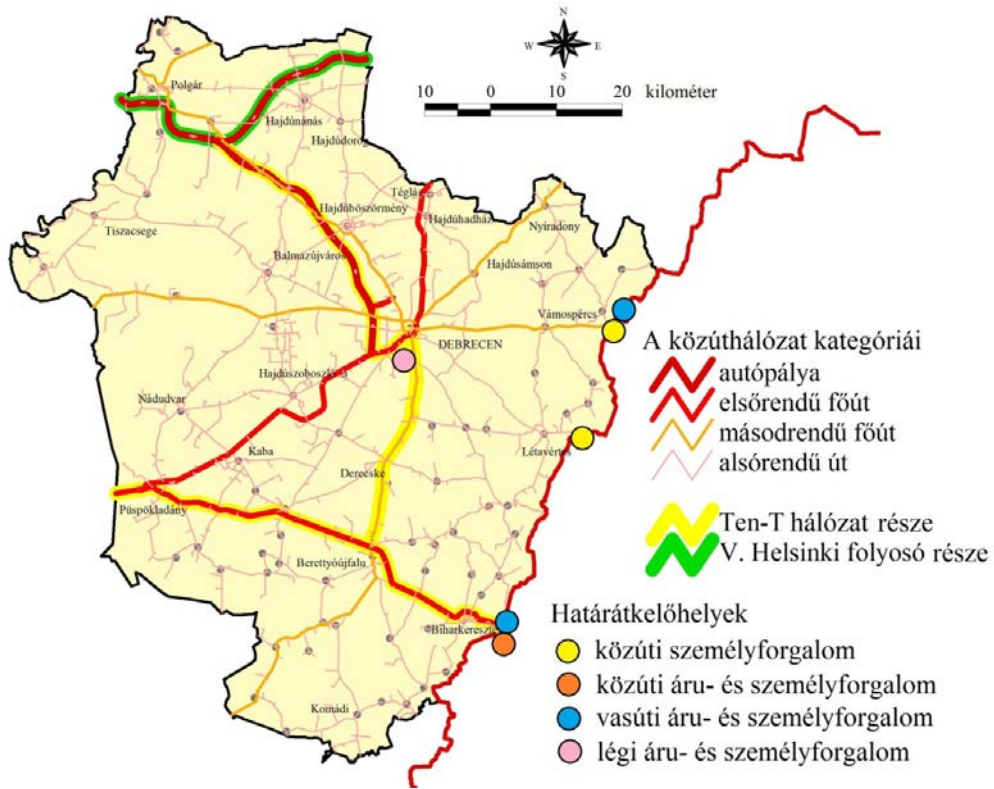 N
W E
S
10 0 10 20 kilométer
Polgár
Hajdúnánás
Hajdúdorog
Téglás
Hajdúböszörmény
Hajdúhadház
Nyíradony
Tiszacsege
Balmazújváros
Hajdúsámson
Vámospércs
DEBRECEN
Hajdúszoboszló
Nádudvar
Kaba
Létavértes
Derecske
Püspökladány
Berettyóújfalu
Biharkeresztes
Komádi
A közúthálózat kategóriái
autópálya
elsőrendű főút
másodrendű főút
alsórendű út
Ten-T hálózat része
V. Helsinki folyosó része
Határátkelőhelyek
közúti személyforgalom
közúti áru- és személyforgalom
vasúti áru- és személyforgalom
légi áru- és személyforgalom